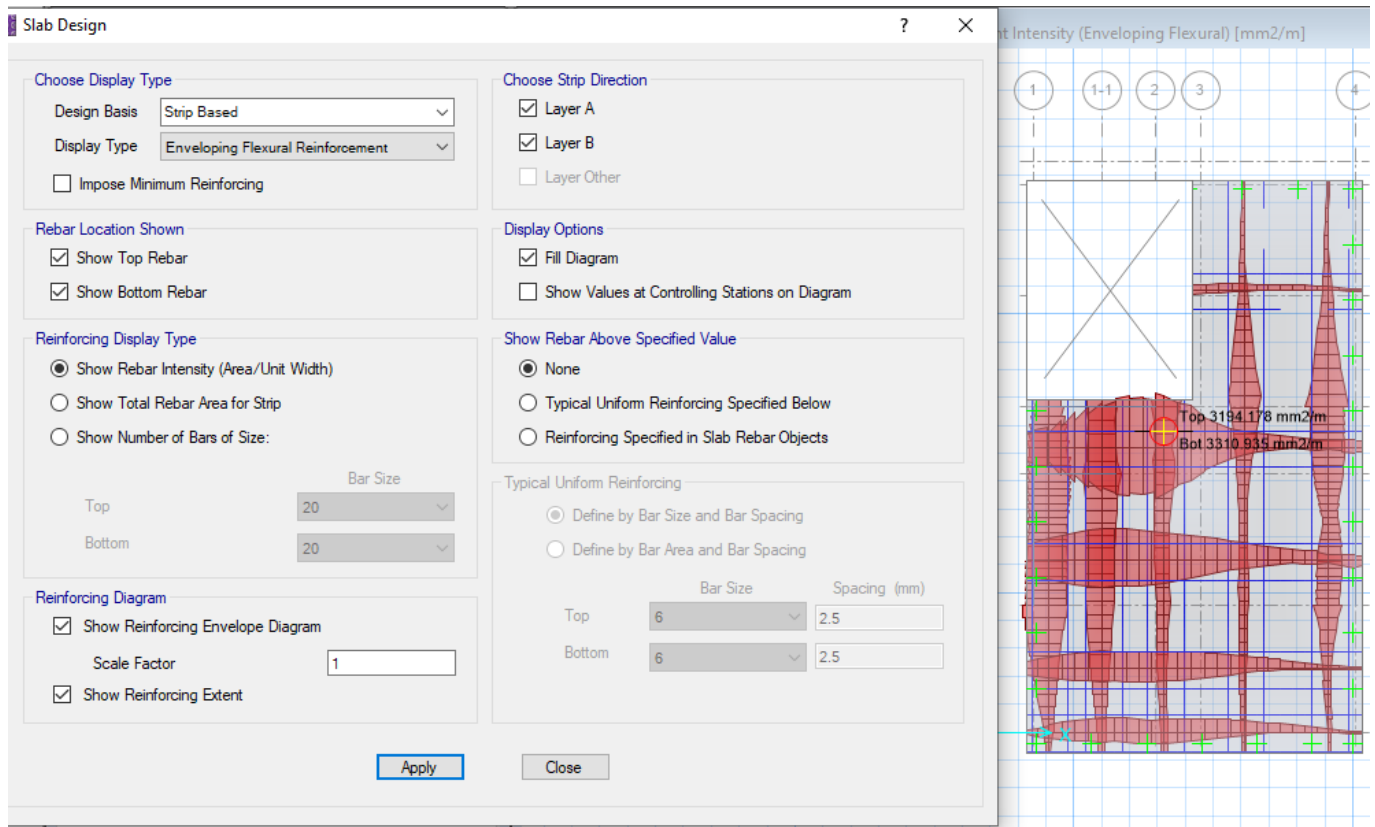 Slab Design
?
Choose Display Type
Design Basis Strip Based
Display Type Enveloping Flexural Reinforcement
Impose Minimum Reinforcing
Choose Strip Direction
Layer A
Layer B
Layer Other
Rebar Location Shown
Show Top Rebar
Show Bottom Rebar
Display Options
Fill Diagram
Show Values at Controlling Stations on Diagram
Reinforcing Display Type
Show Rebar Intensity (Area/Unit Width)
Show Total Rebar Area for Strip
Show Number of Bars of Size:
Bar Size
Top 20
Bottom 20
Show Rebar Above Specified Value
None
Typical Uniform Reinforcing Specified Below
Reinforcing Specified in Slab Rebar Objects
Typical Uniform Reinforcing
Define by Bar Size and Bar Spacing
Define by Bar Area and Bar Spacing
Bar Size Spacing (mm)
Top 6 2.5
Bottom 6 2.5
Reinforcing Diagram
Show Reinforcing Envelope Diagram
Scale Factor 1
Show Reinforcing Extent
Apply Close
Intensity (Enveloping Flexural) [mm2/m]
1 1-1 2 3 4
Top 3194.178 mm2/m
Bot 3310.935 mm2/m
X